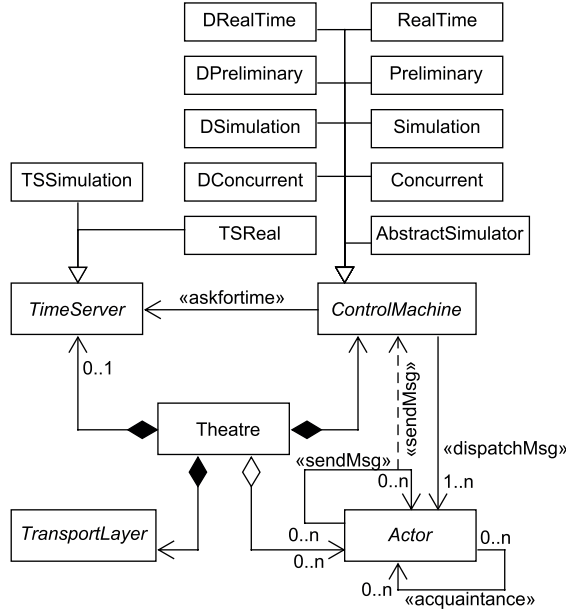 DRealTime
RealTime
DPreliminary
Preliminary
DSimulation
Simulation
TSSimulation
DConcurrent
Concurrent
TSReal
AbstractSimulator
TimeServer
«askfortime»
ControlMachine
0..1
«sendMsg»
Theatre
«dispatchMsg»
«sendMsg»
0..n
1..n
TransportLayer
0..n
Actor
0..n
0..n
0..n
«acquaintance»